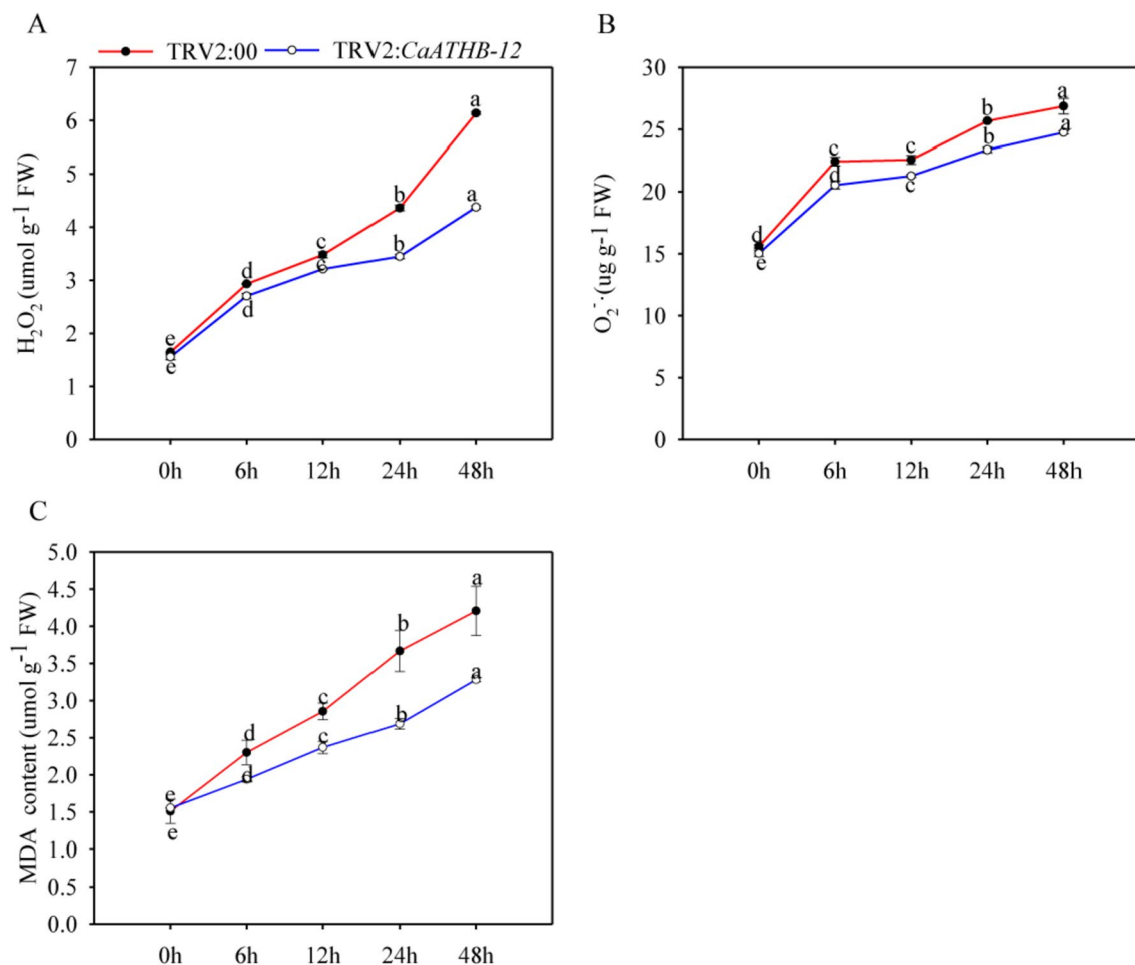 A
B
TRV2:00 TRV2:CaATHB-12
7
6
5
4
3
2
1
0
H₂O₂ (umol g⁻¹ FW)
a
b
c
d
e
a
b
c
d
e
0h 6h 12h 24h 48h
30
25
20
15
10
5
0
O₂⁻·(ug g⁻¹ FW)
a
b
c
c
d
a
b
c
d
e
0h 6h 12h 24h 48h
C
5.0
4.5
4.0
3.5
3.0
2.5
2.0
1.5
1.0
0.5
0.0
MDA content (umol g⁻¹ FW)
a
b
c
d
e
a
b
c
d
e
0h 6h 12h 24h 48h